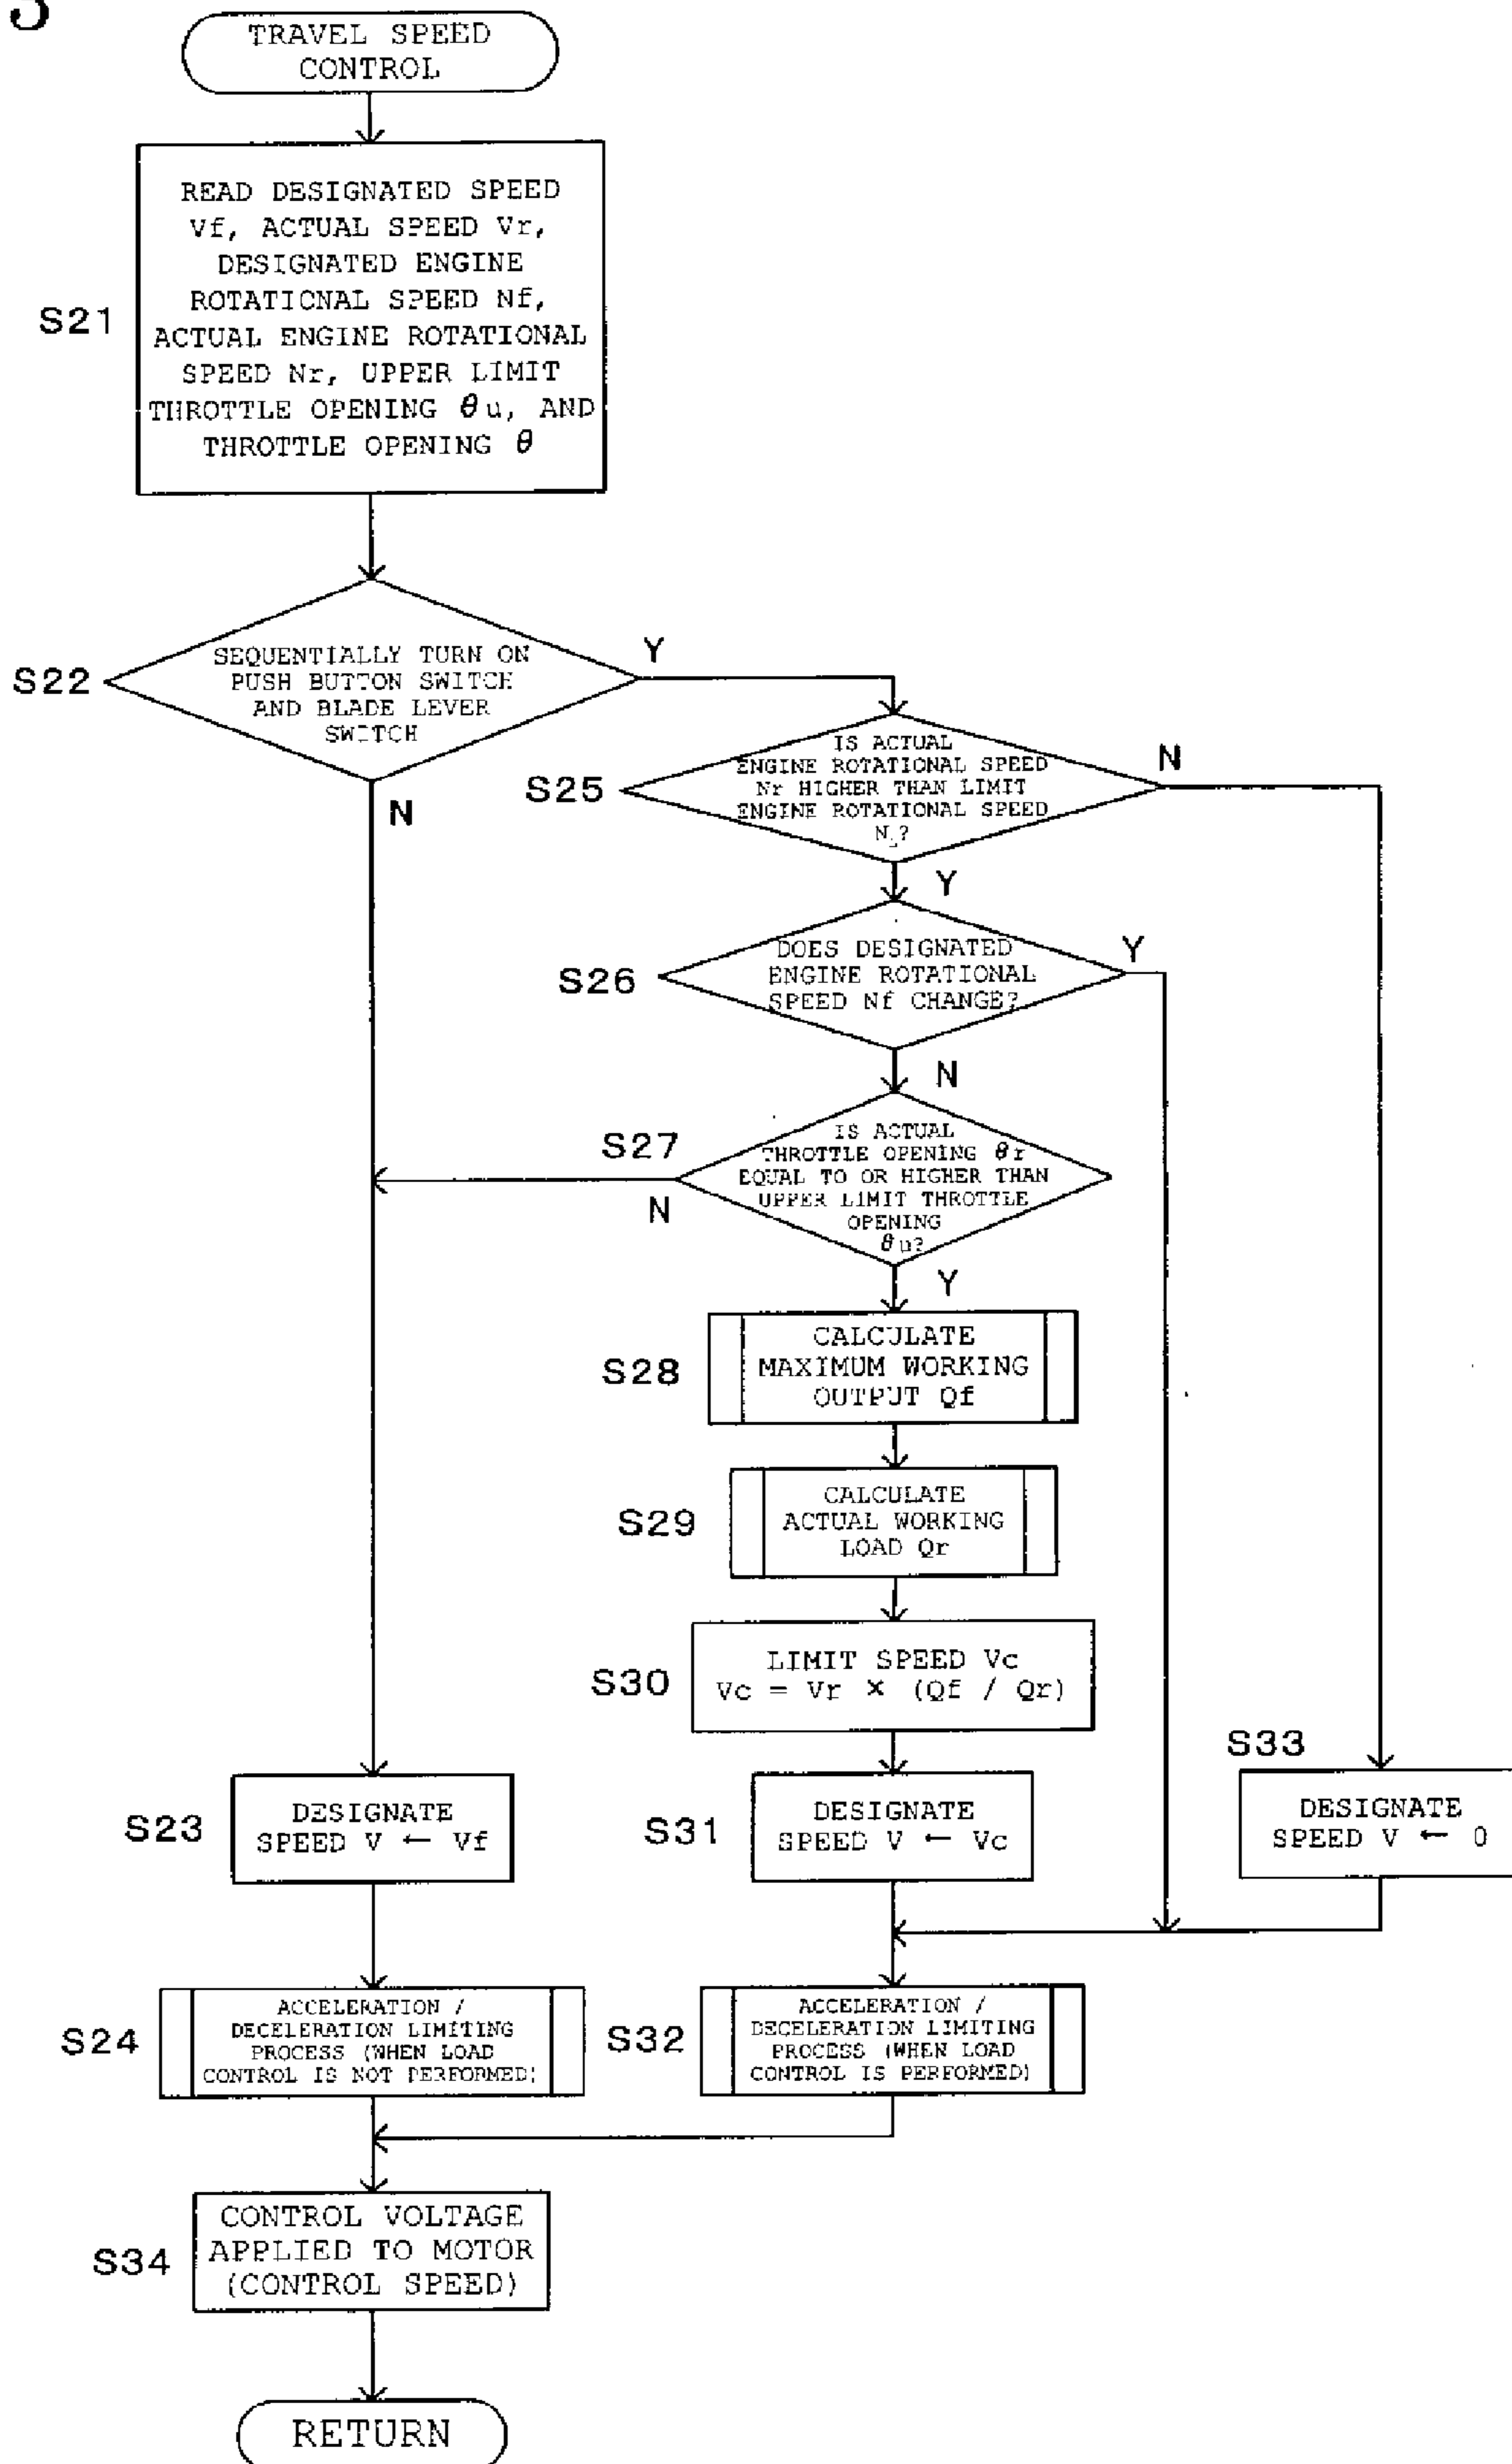 5
TRAVEL SPEED
CONTROL
S21
READ DESIGNATED SPEED
Vf, ACTUAL SPEED Vr,
DESIGNATED ENGINE
ROTATIONAL SPEED Nf,
ACTUAL ENGINE ROTATIONAL
SPEED Nr, UPPER LIMIT
THROTTLE OPENING θu, AND
THROTTLE OPENING θ
S22
SEQUENTIALLY TURN ON
PUSH BUTTON SWITCH
AND BLADE LEVER
SWITCH
Y
N
S25
IS ACTUAL
ENGINE ROTATIONAL SPEED
Nr HIGHER THAN LIMIT
ENGINE ROTATIONAL SPEED
NL?
N
Y
S26
DOES DESIGNATED
ENGINE ROTATIONAL
SPEED Nf CHANGE?
Y
N
S27
IS ACTUAL
THROTTLE OPENING θr
EQUAL TO OR HIGHER THAN
UPPER LIMIT THROTTLE
OPENING
θu?
N
Y
S28
CALCULATE
MAXIMUM WORKING
OUTPUT Qf
S29
CALCULATE
ACTUAL WORKING
LOAD Qr
S30
LIMIT SPEED Vc
Vc = Vr × (Qf / Qr)
S23
DESIGNATE
SPEED V ← Vf
S31
DESIGNATE
SPEED V ← Vc
S33
DESIGNATE
SPEED V ← 0
S24
ACCELERATION /
DECELERATION LIMITING
PROCESS (WHEN LOAD
CONTROL IS NOT PERFORMED)
S32
ACCELERATION /
DECELERATION LIMITING
PROCESS (WHEN LOAD
CONTROL IS PERFORMED)
S34
CONTROL VOLTAGE
APPLIED TO MOTOR
(CONTROL SPEED)
RETURN